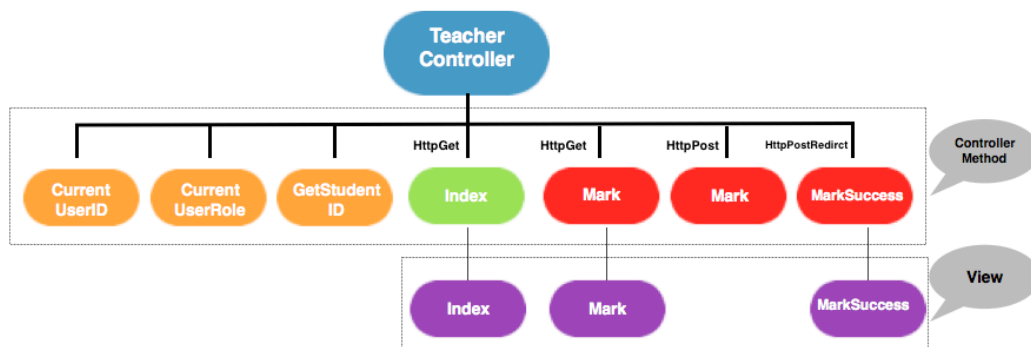 Teacher
Controller
HttpGet
HttpGet
HttpPost
HttpPostRedirct
Controller
Method
Current
UserID
Current
UserRole
GetStudent
ID
Index
Mark
Mark
MarkSuccess
Index
Mark
MarkSuccess
View